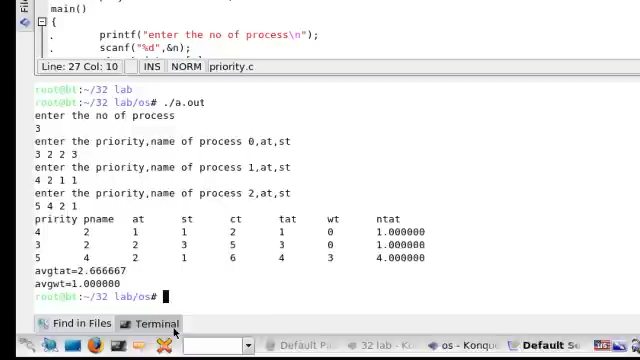 main()
{
. printf("enter the no of process\n");
. scanf("%d",&n);
Line: 27 Col: 10 INS NORM priority.c
root@bt:~/32 lab
root@bt:~/32 lab/os# ./a.out
enter the no of process
3
enter the priority,name of process 0,at,st
3 2 2 3
enter the priority,name of process 1,at,st
4 2 1 1
enter the priority,name of process 2,at,st
5 4 2 1
pririty pname at st ct tat wt ntat
4 2 1 1 2 1 0 1.000000
3 2 2 3 5 3 0 1.000000
5 4 2 1 6 4 3 4.000000
avgtat=2.666667
avgwt=1.000000
root@bt:~/32 lab/os#
Find in Files Terminal
Default Pa 32 lab - Ko os - Konque Default Se